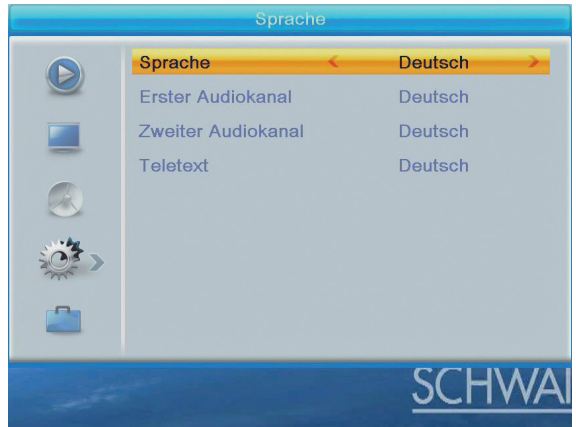 Sprache
Sprache Deutsch
Erster Audiokanal Deutsch
Zweiter Audiokanal Deutsch
Teletext Deutsch
SCHWAI